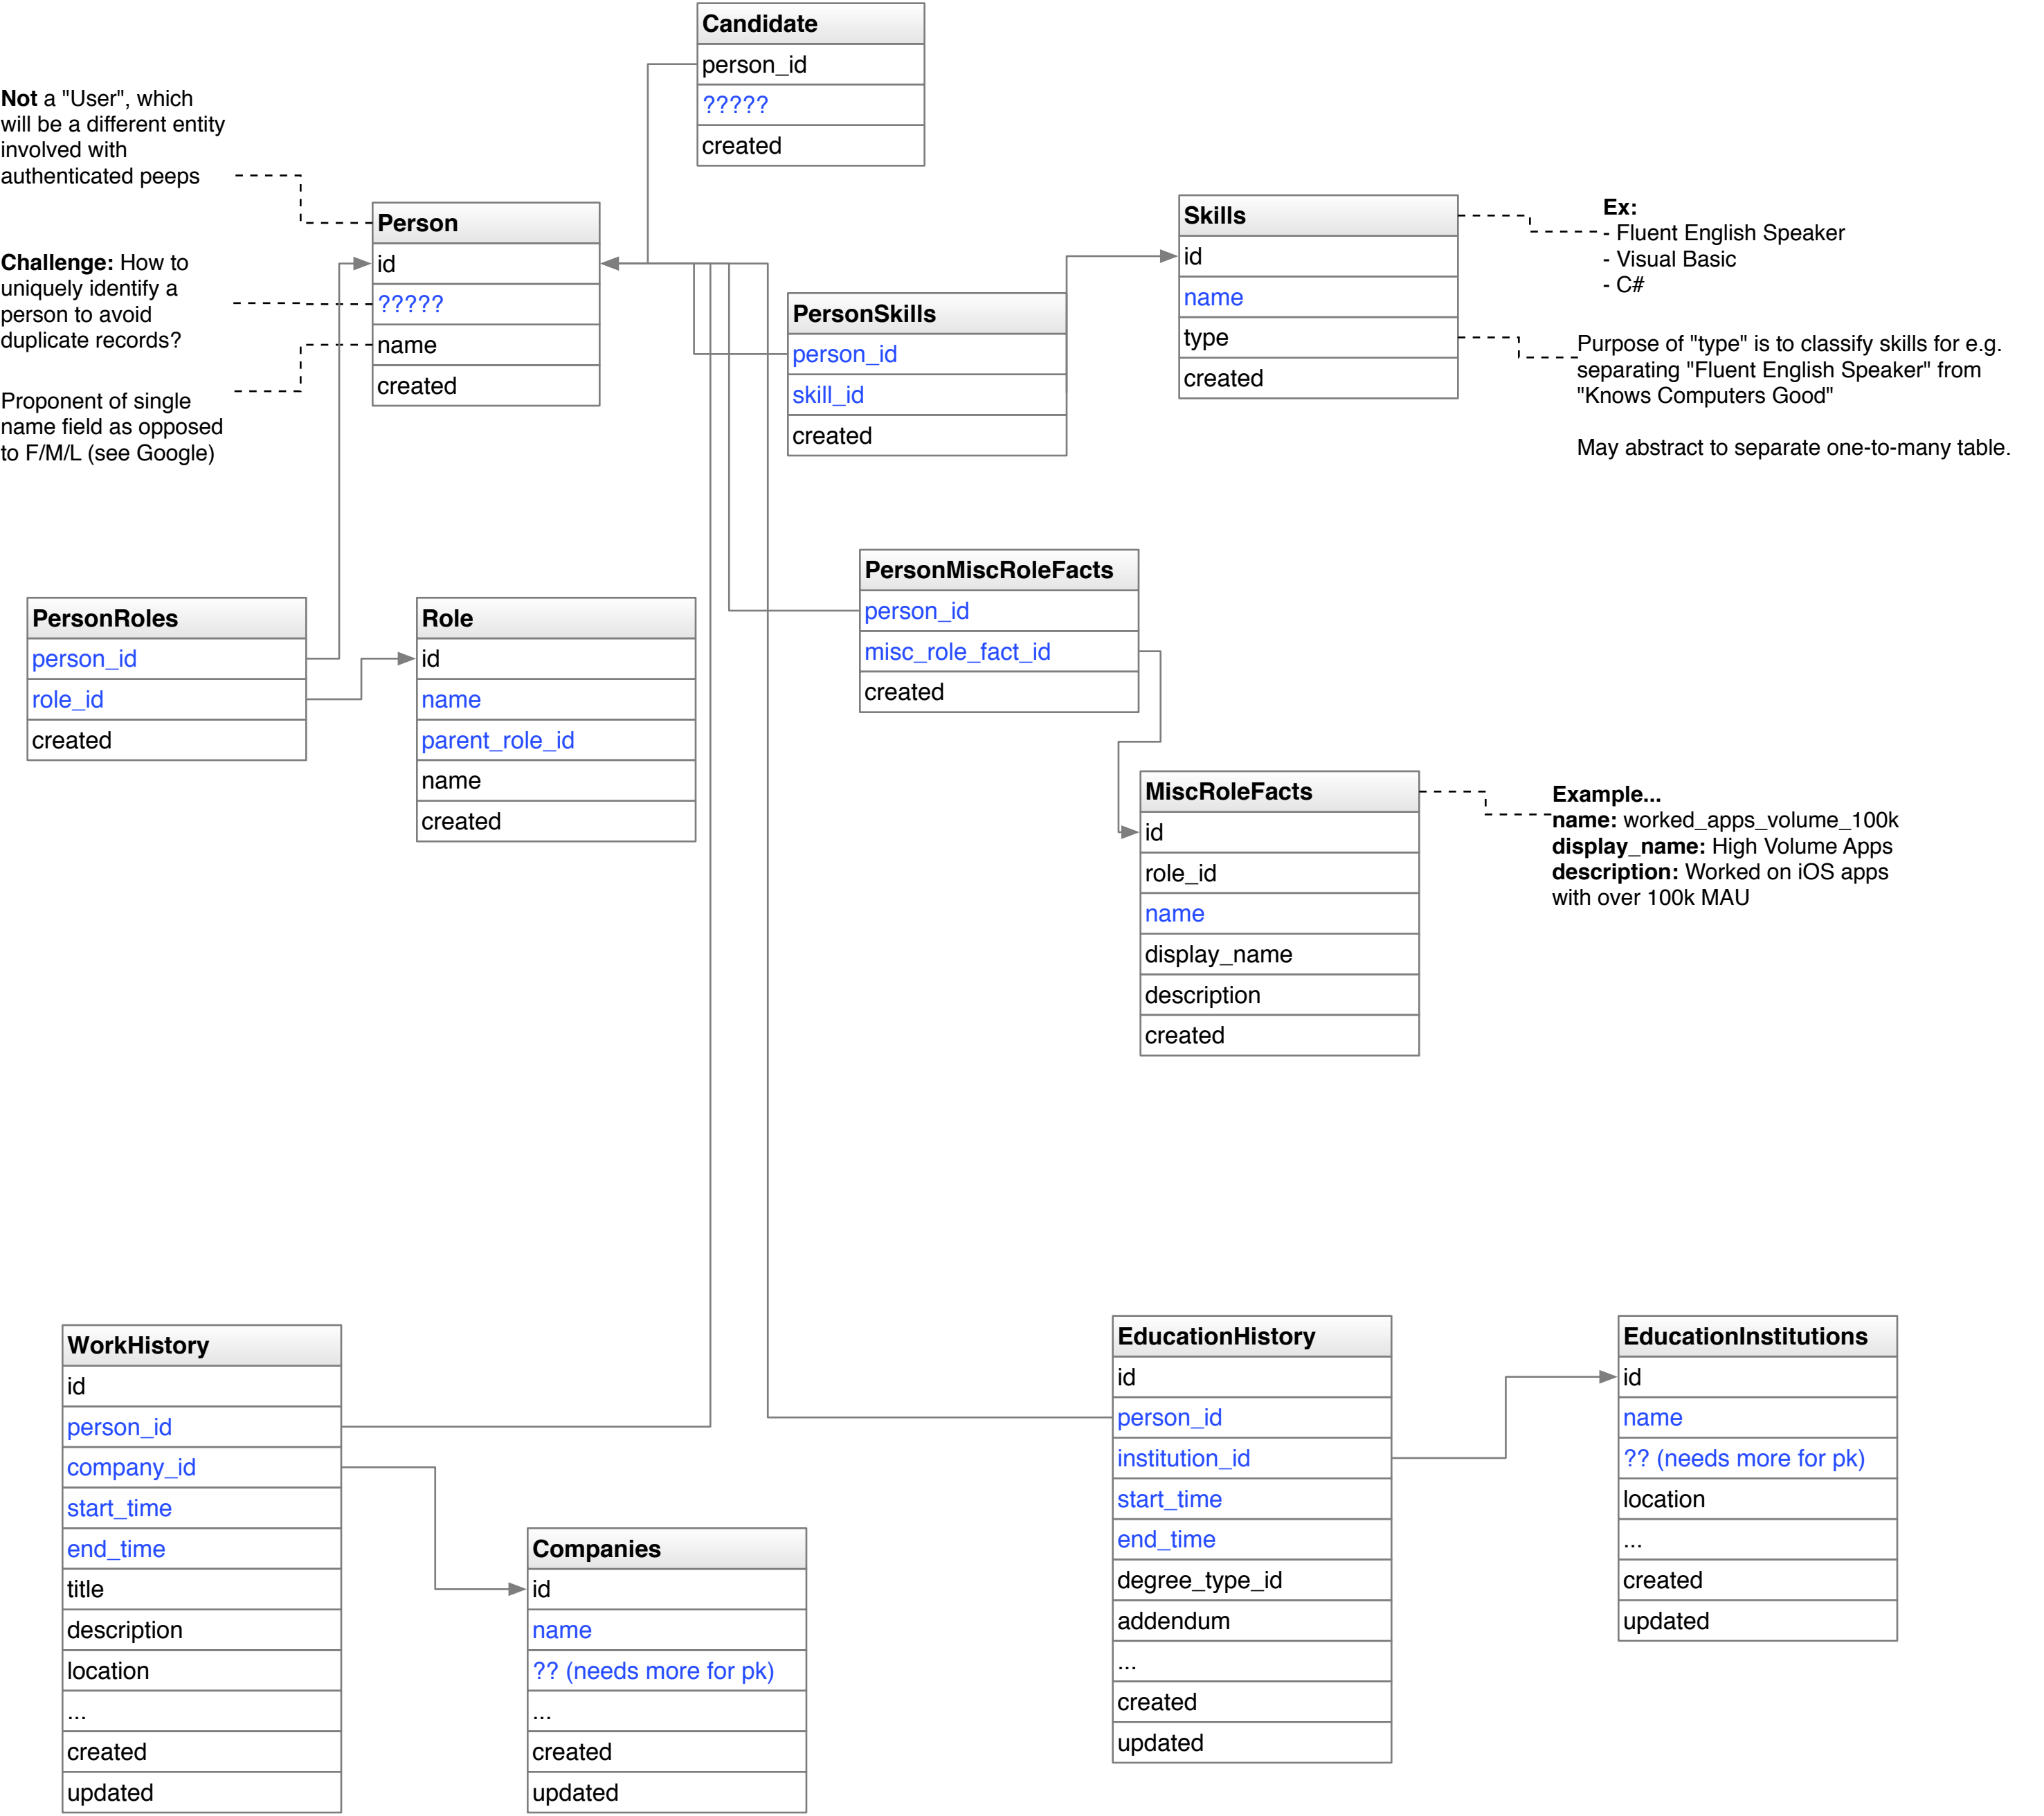 Candidate
person_id
?????
created
Not a "User", which
will be a different entity
involved with
authenticated peeps
Challenge: How to
uniquely identify a
person to avoid
duplicate records?
Proponent of single
name field as opposed
to F/M/L (see Google)
Person
id
?????
name
created
PersonSkills
person_id
skill_id
created
Skills
id
name
type
created
Ex:
- Fluent English Speaker
- Visual Basic
- C#
Purpose of "type" is to classify skills for e.g.
separating "Fluent English Speaker" from
"Knows Computers Good"
May abstract to separate one-to-many table.
PersonRoles
person_id
role_id
created
Role
id
name
parent_role_id
name
created
PersonMiscRoleFacts
person_id
misc_role_fact_id
created
MiscRoleFacts
id
role_id
name
display_name
description
created
Example...
name: worked_apps_volume_100k
display_name: High Volume Apps
description: Worked on iOS apps
with over 100k MAU
WorkHistory
id
person_id
company_id
start_time
end_time
title
description
location
...
created
updated
Companies
id
name
?? (needs more for pk)
...
created
updated
EducationHistory
id
person_id
institution_id
start_time
end_time
degree_type_id
addendum
...
created
updated
EducationInstitutions
id
name
?? (needs more for pk)
location
...
created
updated